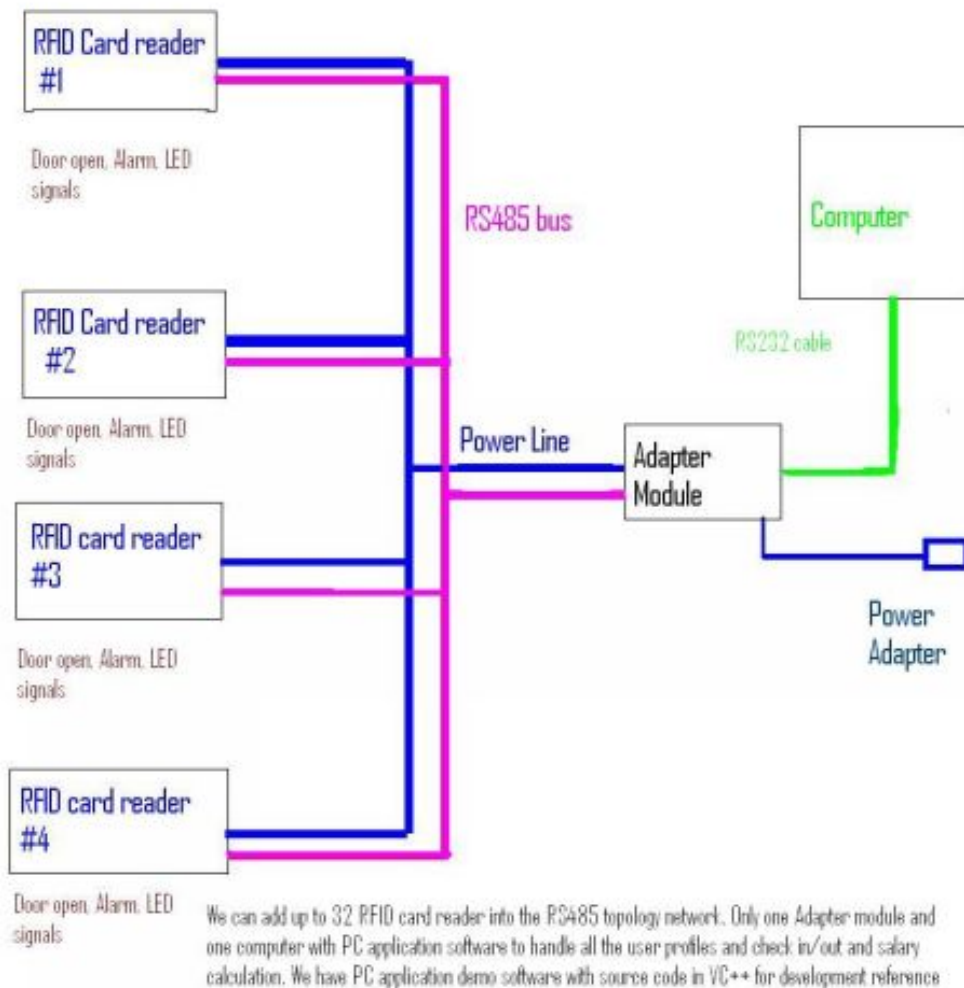 RFID Card reader
#1
Door open, Alarm, LED
signals
RS485 bus
Computer
RFID Card reader
#2
RS232 cable
Door open, Alarm, LED
signals
Power Line
Adapter
Module
RFID card reader
#3
Power
Adapter
Door open, Alarm, LED
signals
RFID card reader
#4
Door open, Alarm, LED
signals
We can add up to 32 RFID card reader into the RS485 topology network. Only one Adapter module and
one computer with PC application software to handle all the user profiles and check in/out and salary
calculation. We have PC application demo software with source code in VC++ for development reference